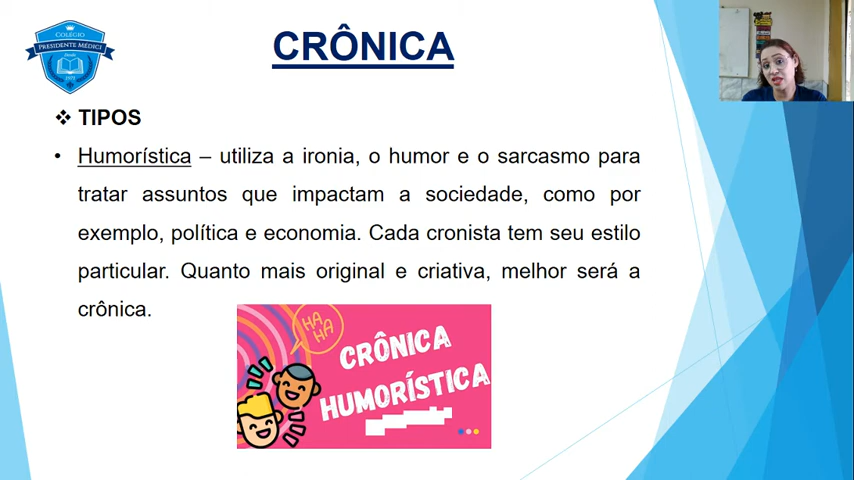 CRÔNICA
COLÉGIO
PRESIDENTE MÉDICI
❖ TIPOS
• Humorística – utiliza a ironia, o humor e o sarcasmo para
tratar assuntos que impactam a sociedade, como por
exemplo, política e economia. Cada cronista tem seu estilo
particular. Quanto mais original e criativa, melhor será a
crônica.
HA
HA
CRÔNICA
HUMORÍSTICA